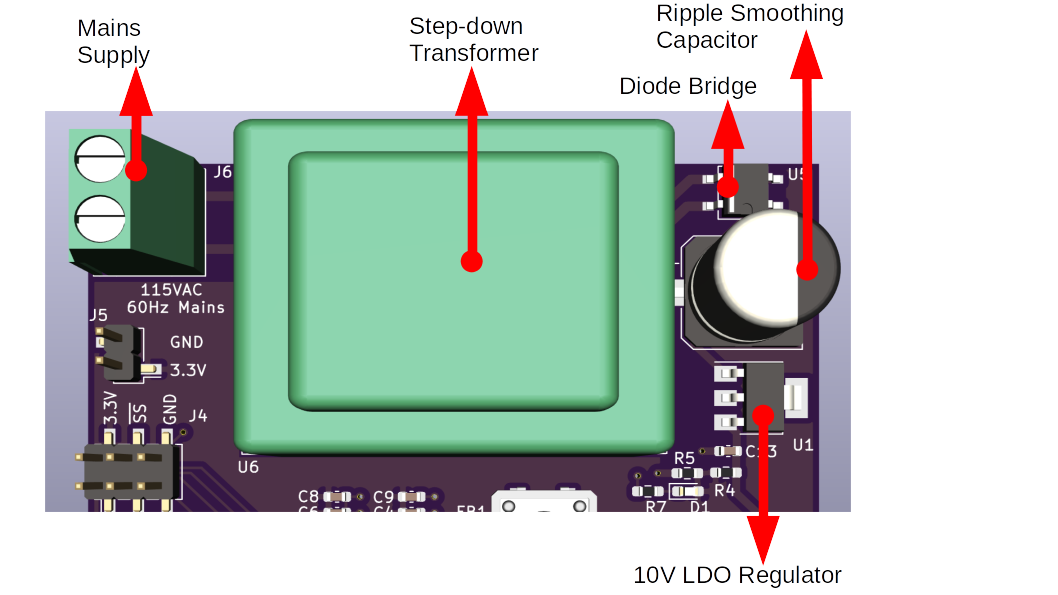 Mains
Supply
Step-down
Transformer
Ripple Smoothing
Capacitor
Diode Bridge
J6
U5
115VAC
60Hz Mains
J5
GND
3.3V
3.3V
SS
GND
J4
U6
C8
C9
C6
C4
FB1
R5
C13
R4
R7
D1
U1
10V LDO Regulator